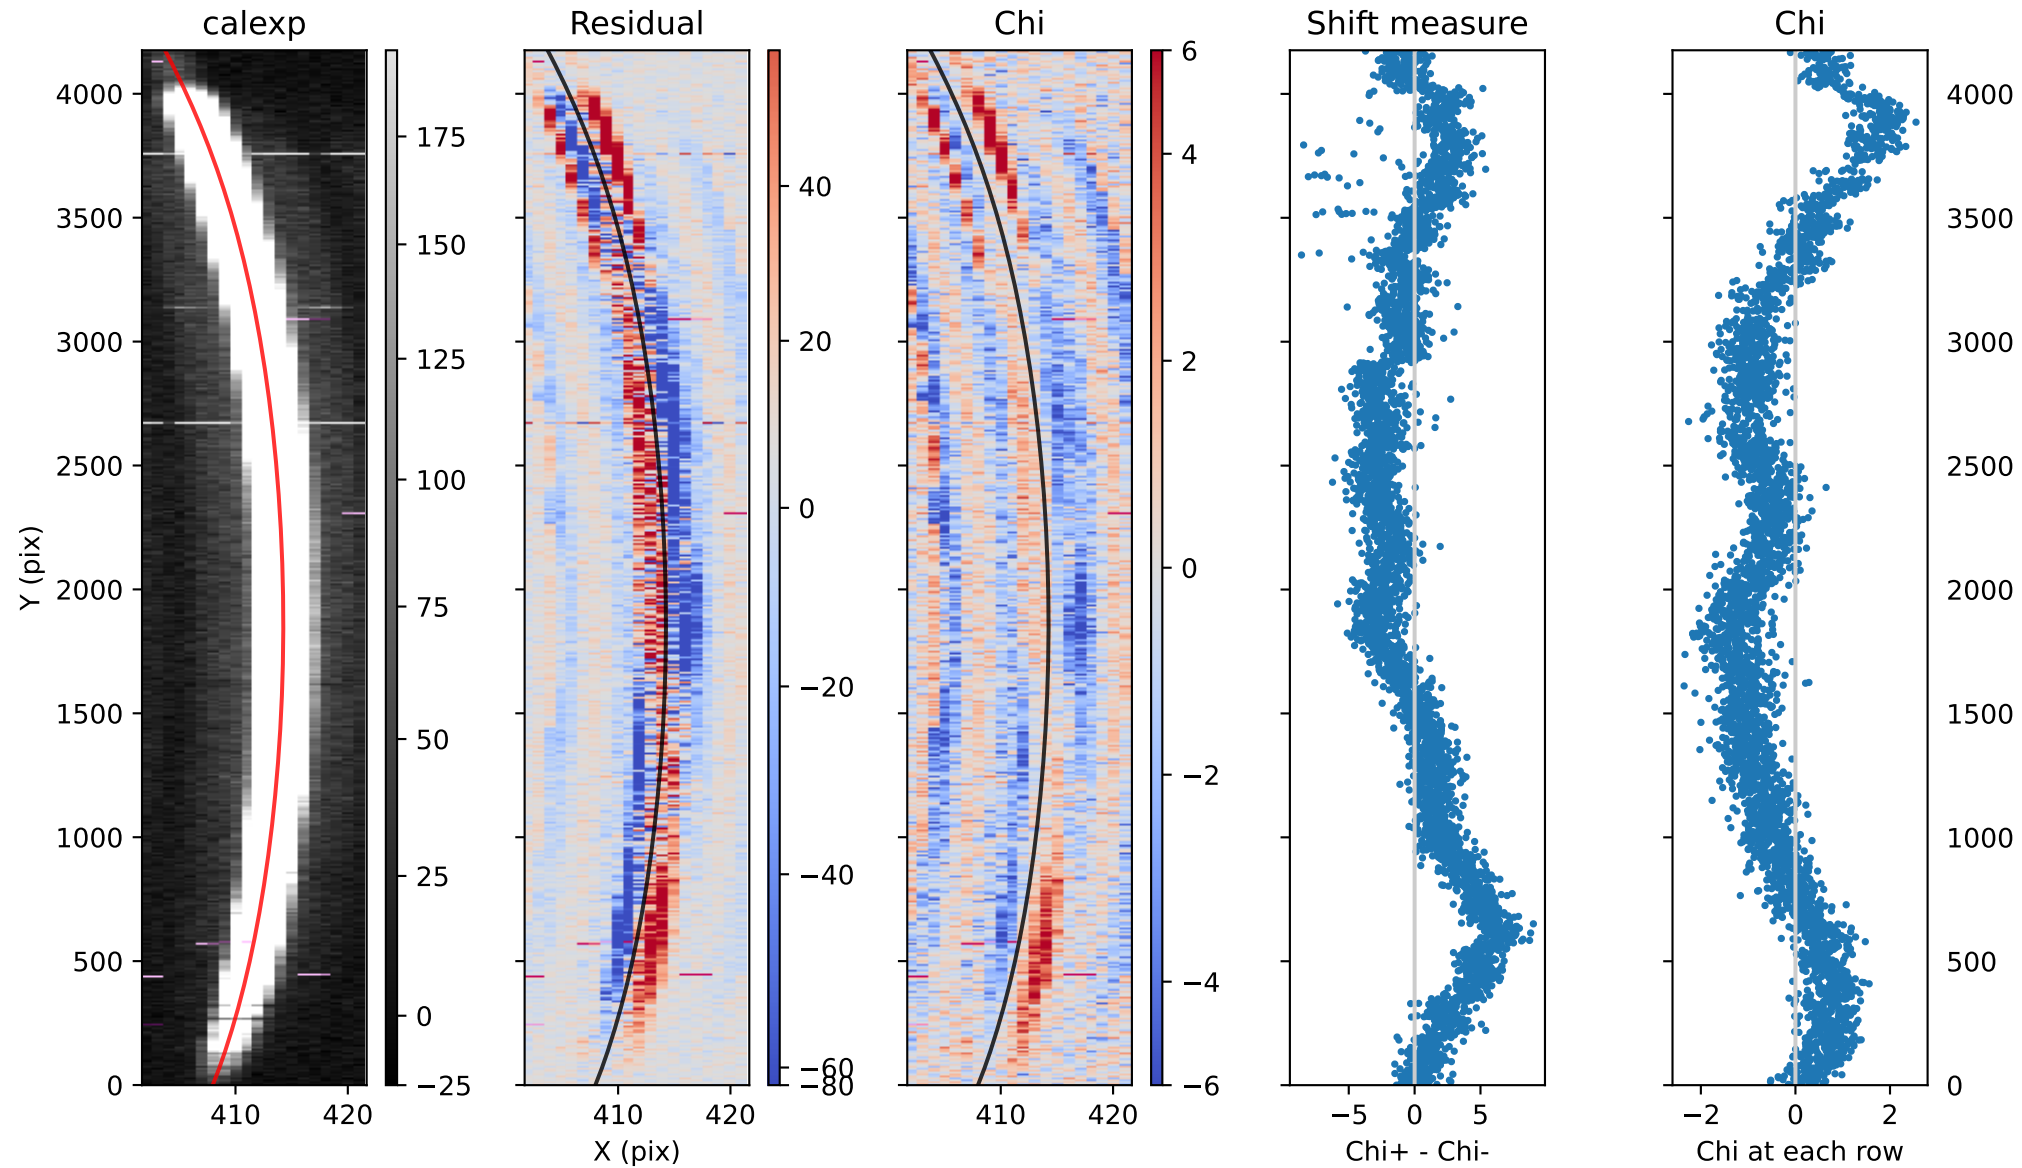 calexp Residual Chi Shift measure Chi
4000 3500 3000 2500 2000 1500 1000 500 0
Y (pix)
410 420
175 150 125 100 75 50 25 0 −25
410 420
X (pix)
40 20 0 −20 −40 −60 −80
410 420
6 4 2 0 −2 −4 −6
−5 0 5
Chi+ - Chi-
−2 0 2
Chi at each row
4000 3500 3000 2500 2000 1500 1000 500 0